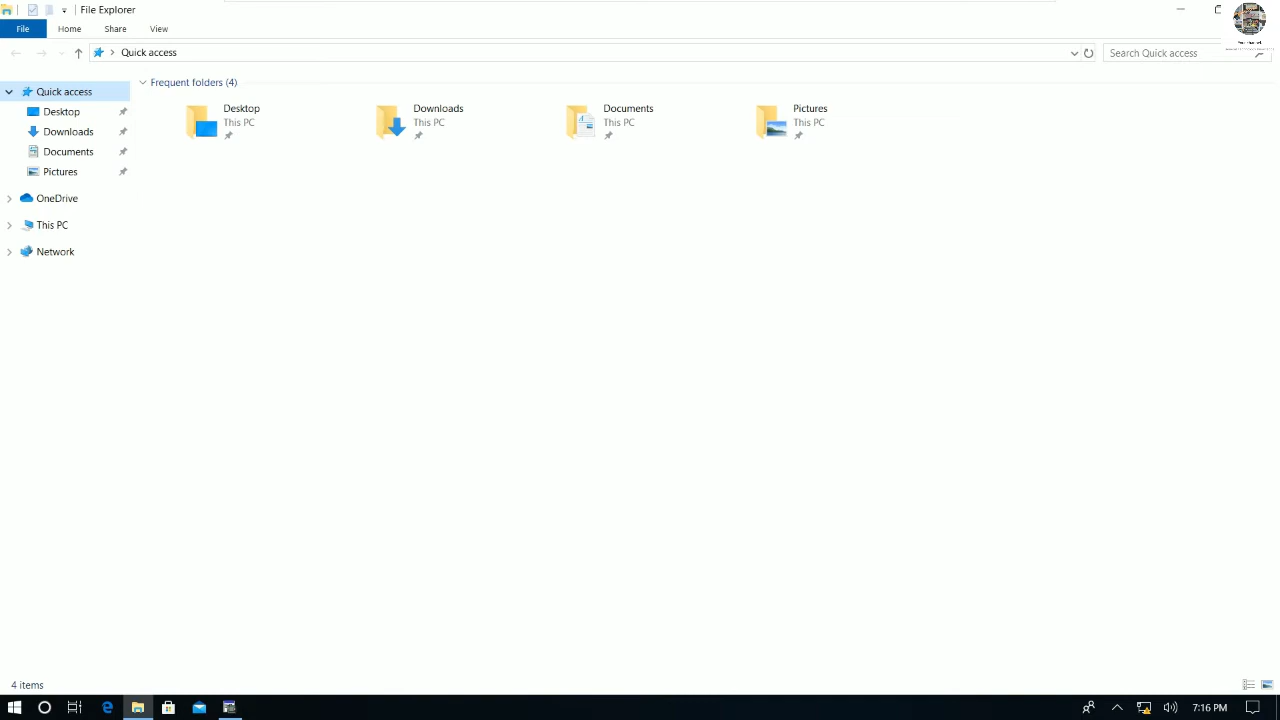 File Explorer
File Home Share View
Quick access
Search Quick access
Frequent folders (4)
Quick access
Desktop
Downloads
Documents
Pictures
OneDrive
This PC
Network
Desktop
This PC
Downloads
This PC
Documents
This PC
Pictures
This PC
4 items
7:16 PM